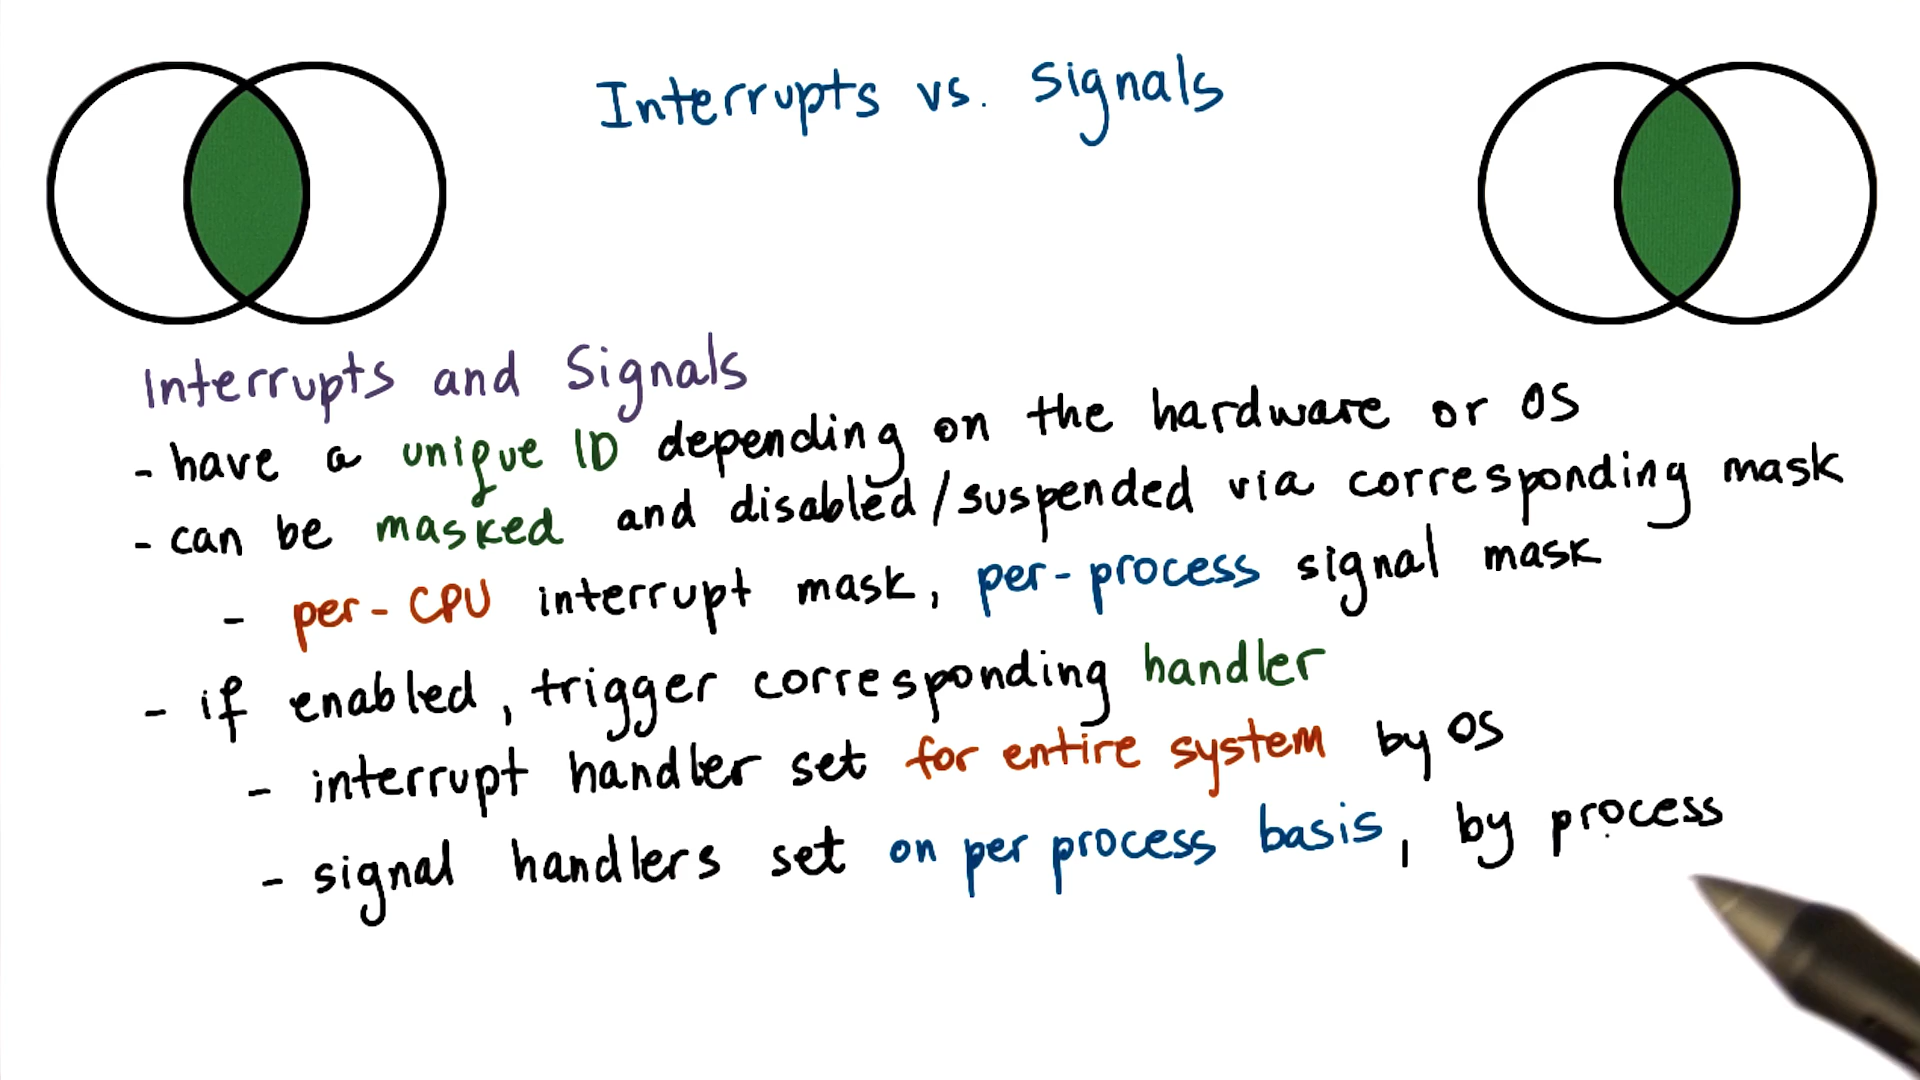 Interrupts vs. Signals
Interrupts and Signals
- have a unique ID depending on the hardware or OS
- can be masked and disabled/suspended via corresponding mask
- per-CPU interrupt mask, per-process signal mask
- if enabled, trigger corresponding handler
- interrupt handler set for entire system by OS
- signal handlers set on per process basis, by process